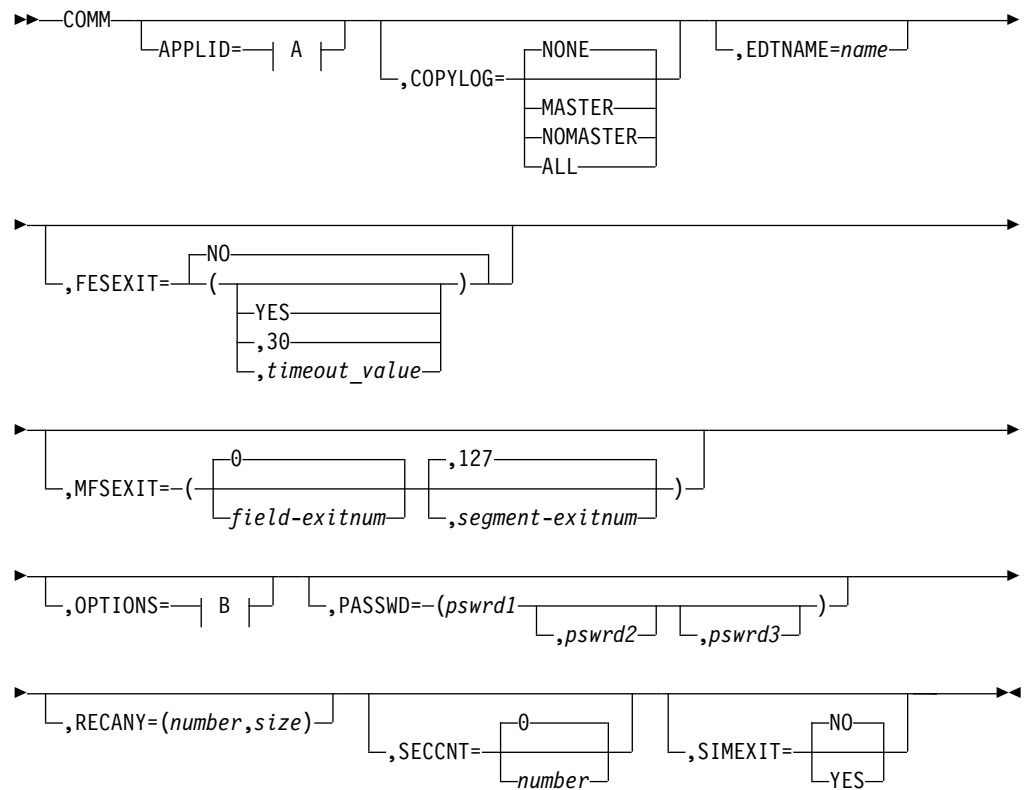 COMM
APPLID= A
,COPYLOG=
NONE
MASTER
NOMASTER
ALL
,EDTNAME=name
,FESEXIT=
NO
( )
YES
,30
,timeout_value
,MFSEXIT= ( )
0
field-exitnum
,127
,segment-exitnum
,OPTIONS= B
,PASSWD= (pswrd1 )
,pswrd2
,pswrd3
,RECANY=(number,size)
,SECCNT=
0
number
,SIMEXIT=
NO
YES